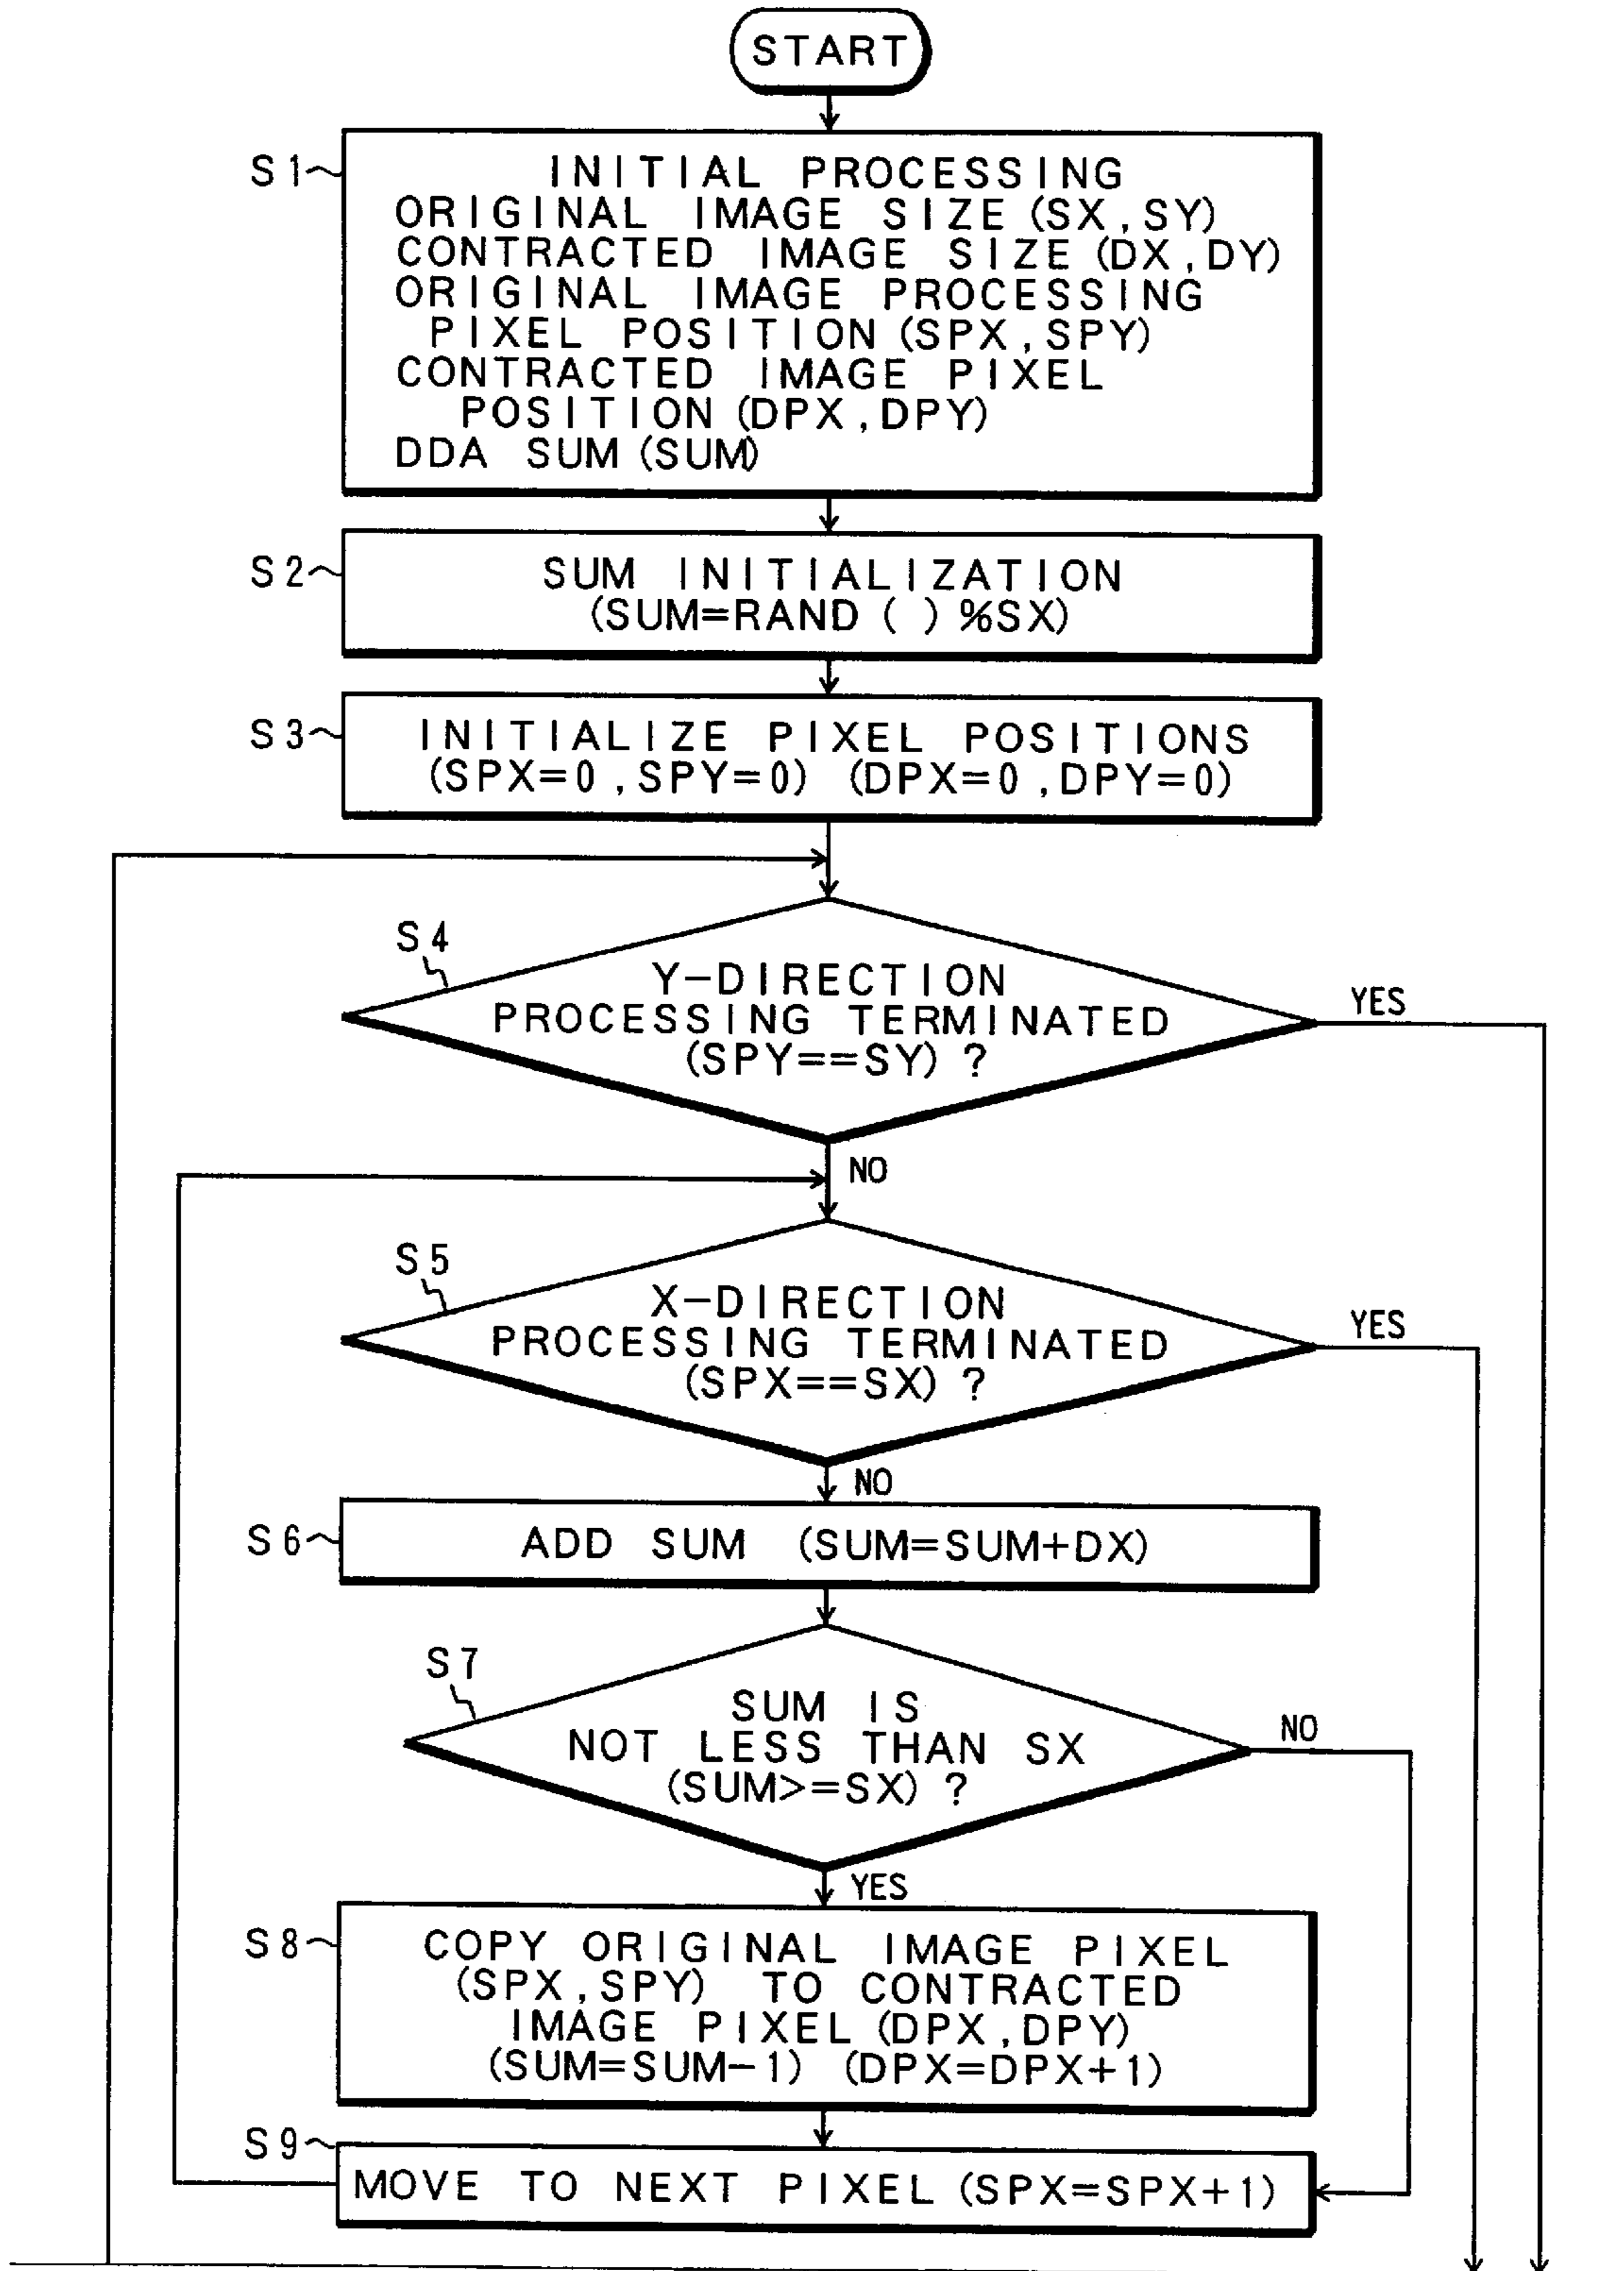 START
S1
INITIAL PROCESSING
ORIGINAL IMAGE SIZE (SX,SY)
CONTRACTED IMAGE SIZE (DX,DY)
ORIGINAL IMAGE PROCESSING
PIXEL POSITION (SPX,SPY)
CONTRACTED IMAGE PIXEL
POSITION (DPX,DPY)
DDA SUM (SUM)
S2
SUM INITIALIZATION
(SUM=RAND ( ) %SX)
S3
INITIALIZE PIXEL POSITIONS
(SPX=0 ,SPY=0) (DPX=0 ,DPY=0)
S4
Y-DIRECTION
PROCESSING TERMINATED
(SPY==SY) ?
YES
NO
S5
X-DIRECTION
PROCESSING TERMINATED
(SPX==SX) ?
YES
NO
S6
ADD SUM (SUM=SUM+DX)
S7
SUM IS
NOT LESS THAN SX
(SUM>=SX) ?
NO
YES
S8
COPY ORIGINAL IMAGE PIXEL
(SPX,SPY) TO CONTRACTED
IMAGE PIXEL (DPX,DPY)
(SUM=SUM-1) (DPX=DPX+1)
S9
MOVE TO NEXT PIXEL (SPX=SPX+1)